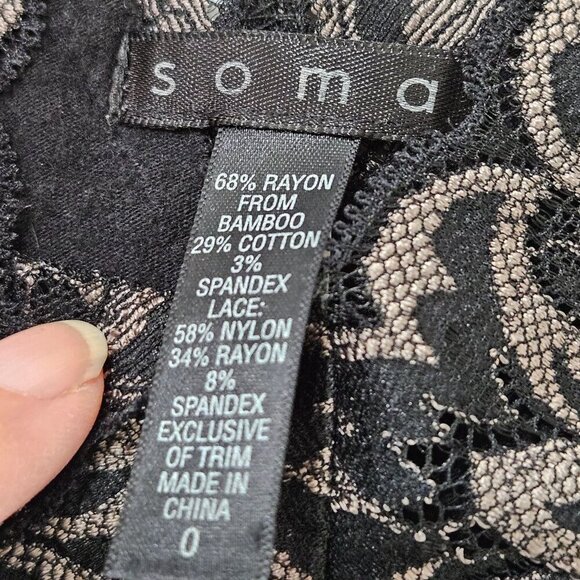 soma
68% RAYON
FROM
BAMBOO
29% COTTON
3%
SPANDEX
LACE:
58% NYLON
34% RAYON
8%
SPANDEX
EXCLUSIVE
OF TRIM
MADE IN
CHINA
0